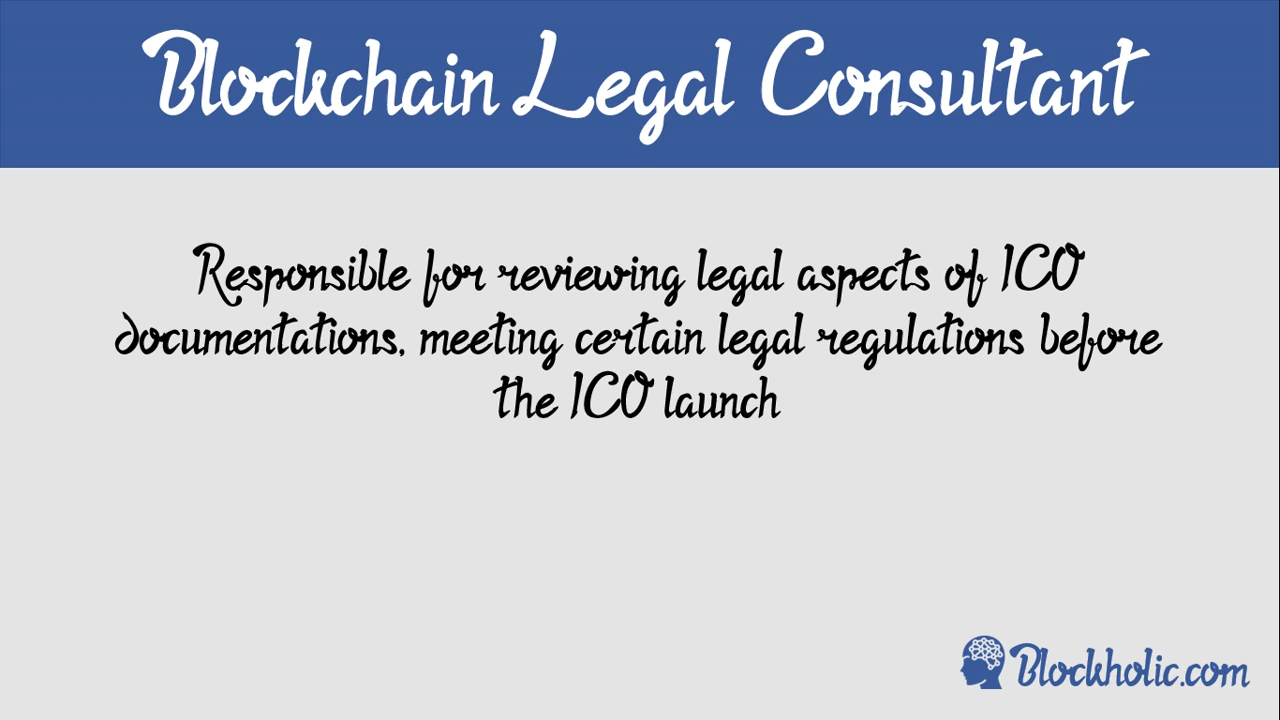 Blockchain Legal Consultant
Responsible for reviewing legal aspects of ICO
documentations, meeting certain legal regulations before
the ICO launch
Blockholic.com